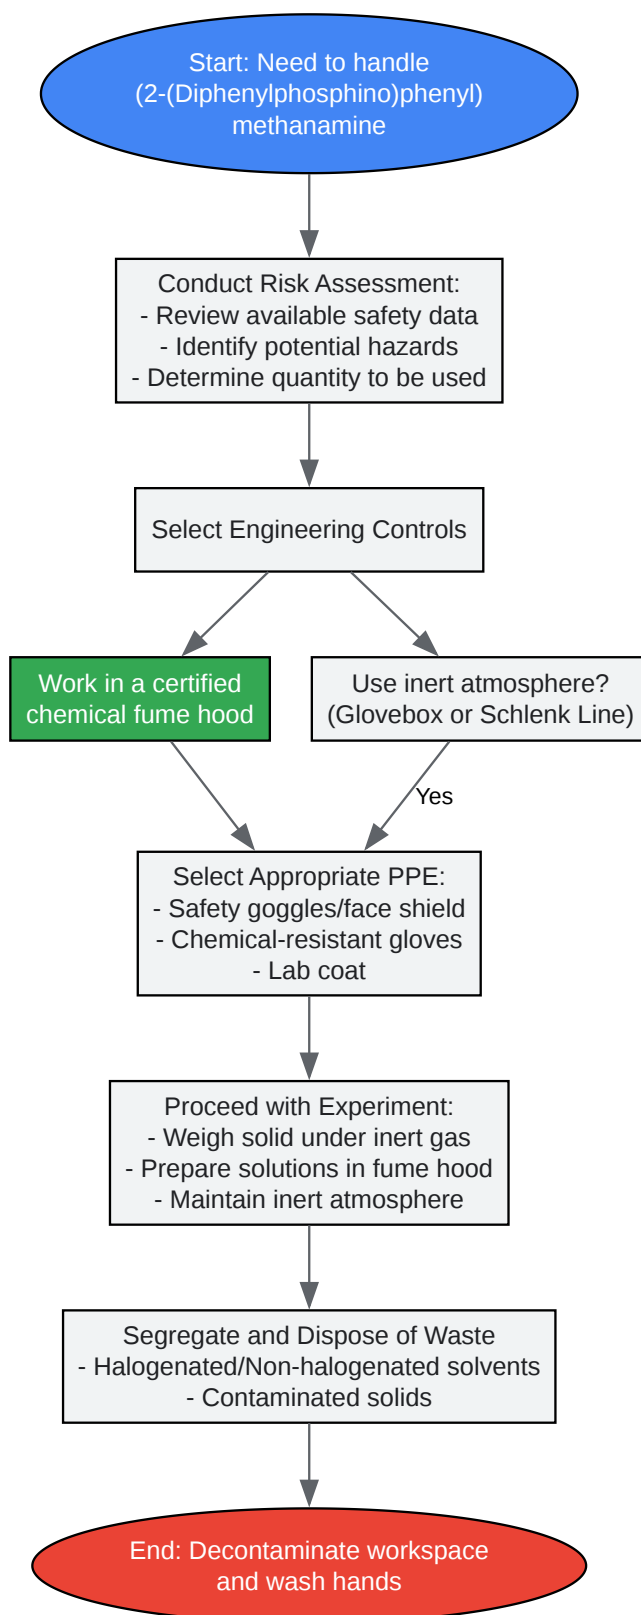 Start: Need to handle
(2-(Diphenylphosphino)phenyl)
methanamine
Conduct Risk Assessment:
- Review available safety data
- Identify potential hazards
- Determine quantity to be used
Select Engineering Controls
Work in a certified
chemical fume hood
Use inert atmosphere?
(Glovebox or Schlenk Line)
Yes
Select Appropriate PPE:
- Safety goggles/face shield
- Chemical-resistant gloves
- Lab coat
Proceed with Experiment:
- Weigh solid under inert gas
- Prepare solutions in fume hood
- Maintain inert atmosphere
Segregate and Dispose of Waste
- Halogenated/Non-halogenated solvents
- Contaminated solids
End: Decontaminate workspace
and wash hands